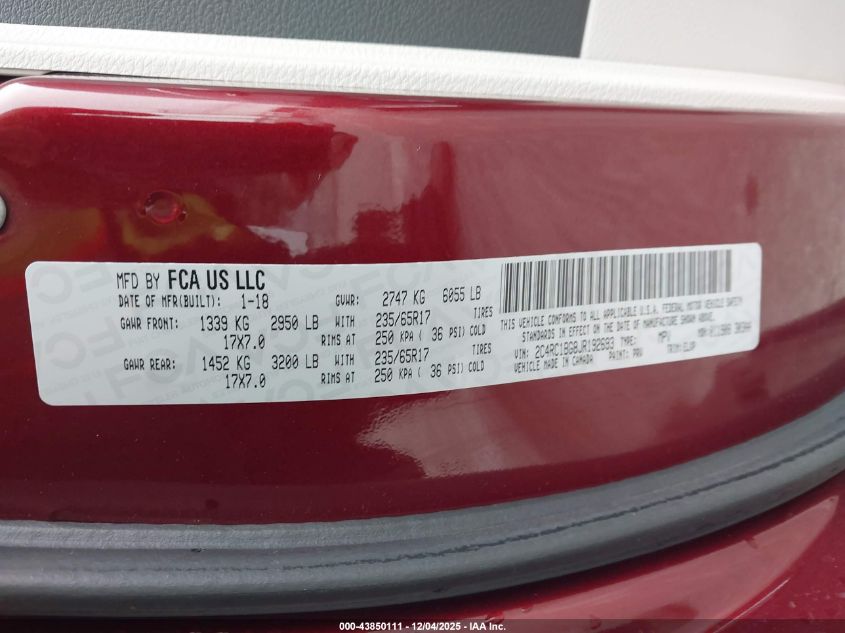 MFD BY FCA US LLC
DATE OF MFR(BUILT): 1-18 GVWR: 2747 KG 6055 LB
GAWR FRONT: 1339 KG 2950 LB WITH 235/65R17 TIRES
17X7.0 RIMS AT 250 KPA ( 36 PSI) COLD
GAWR REAR: 1452 KG 3200 LB WITH 235/65R17 TIRES
17X7.0 RIMS AT 250 KPA ( 36 PSI) COLD
THIS VEHICLE CONFORMS TO ALL APPLICABLE U.S.A. FEDERAL MOTOR VEHICLE SAFETY
STANDARDS IN EFFECT ON THE DATE OF MANUFACTURE SHOWN ABOVE.
VIN: 2C4RC1BG8JR192683 TYPE: MPV MDH:
VEHICLE MADE IN CANADA PAINT: PRV TRIM:
000-43850111 - 12/04/2025 - IAA Inc.